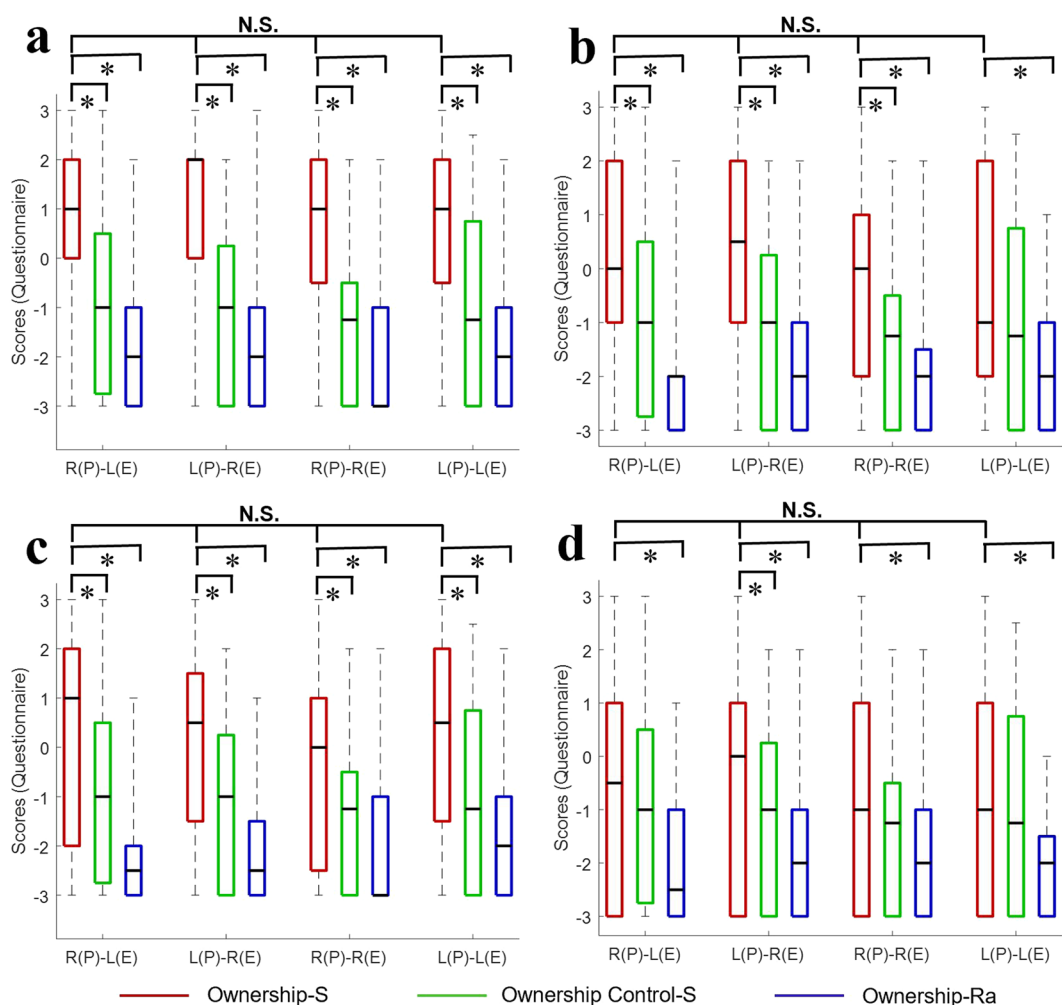 a
N.S.
* * * *
* * * *
Scores (Questionnaire)
3
2
1
0
-1
-2
-3
R(P)-L(E) L(P)-R(E) R(P)-R(E) L(P)-L(E)
b
N.S.
* * * *
* * *
Scores (Questionnaire)
3
2
1
0
-1
-2
-3
R(P)-L(E) L(P)-R(E) R(P)-R(E) L(P)-L(E)
c
N.S.
* * * *
* * * *
Scores (Questionnaire)
3
2
1
0
-1
-2
-3
R(P)-L(E) L(P)-R(E) R(P)-R(E) L(P)-L(E)
d
N.S.
* * * *
*
Scores (Questionnaire)
3
2
1
0
-1
-2
-3
R(P)-L(E) L(P)-R(E) R(P)-R(E) L(P)-L(E)
Ownership-S Ownership Control-S Ownership-Ra